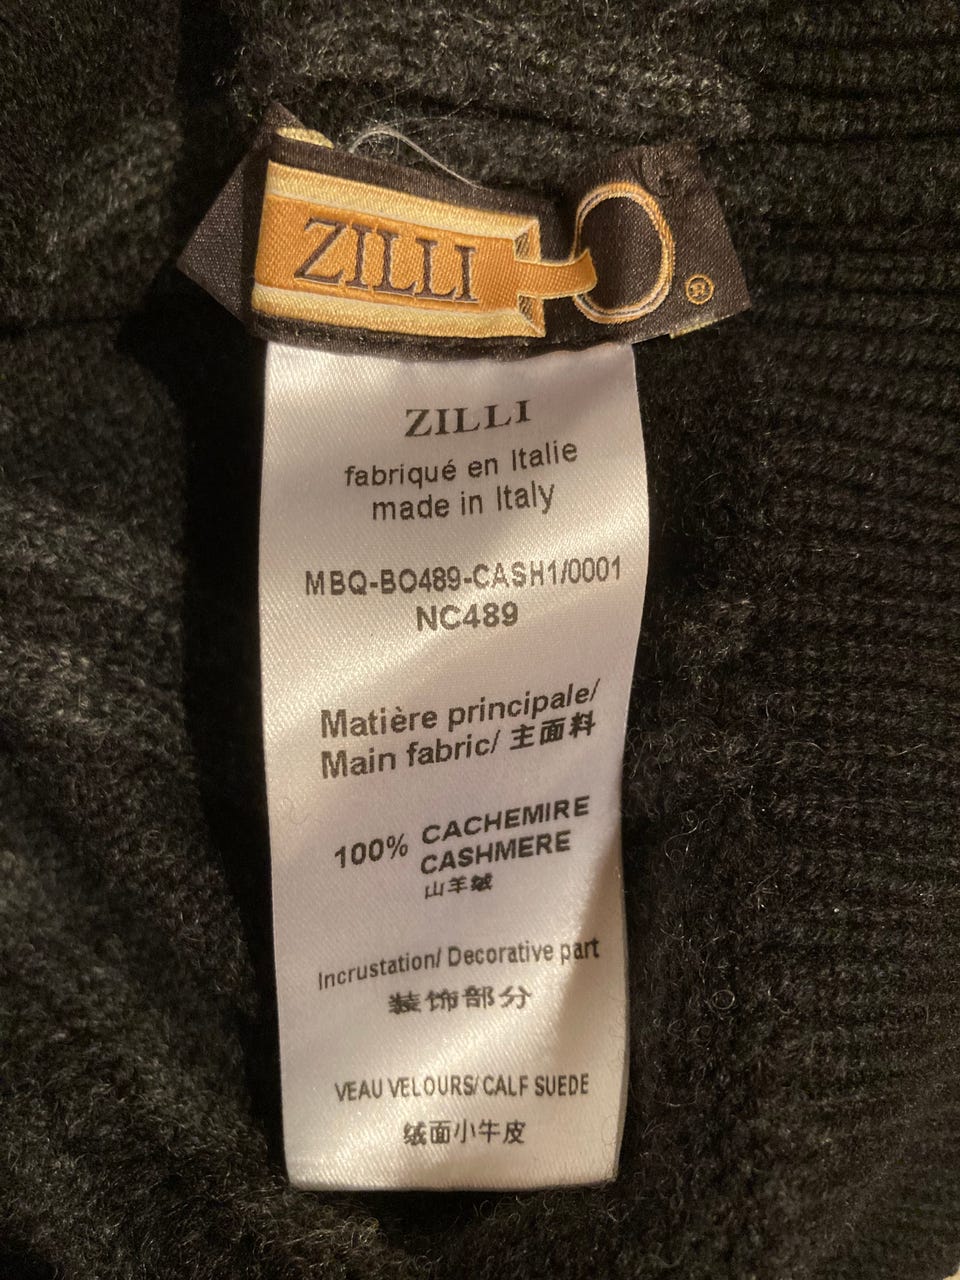 ZILLI
®
ZILLI
fabriqué en Italie
made in Italy
MBQ-BO489-CASH1/0001
NC489
Matière principale/
Main fabric/ 主面料
100% CACHEMIRE
CASHMERE
山羊绒
Incrustation/ Decorative part
装饰部分
VEAU VELOURS/CALF SUEDE
绒面小牛皮